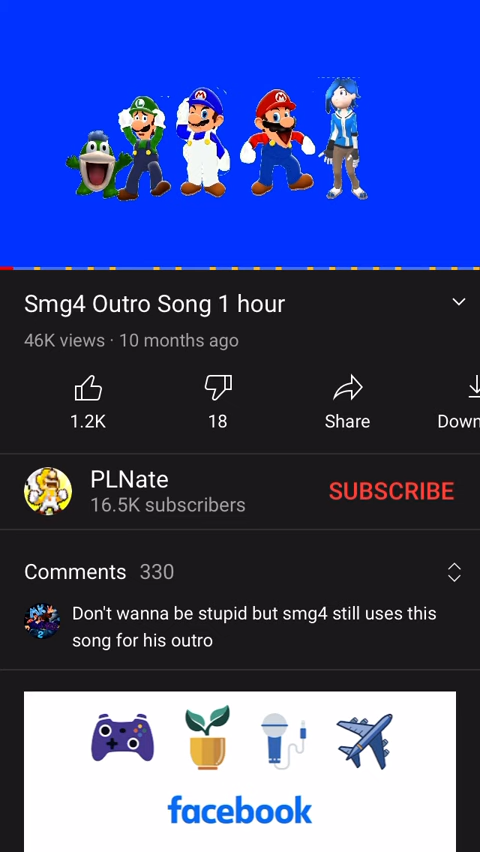 Smg4 Outro Song 1 hour
46K views · 10 months ago
1.2K
18
Share
Down
PLNate
16.5K subscribers
SUBSCRIBE
Comments 330
Don't wanna be stupid but smg4 still uses this
song for his outro
facebook